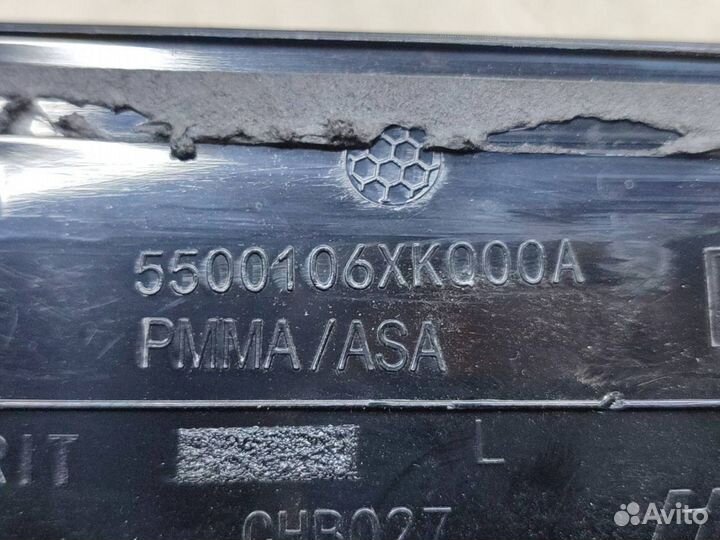 5500106XKQ00A
PMMA/ASA
RIT L
CHB027
Avito